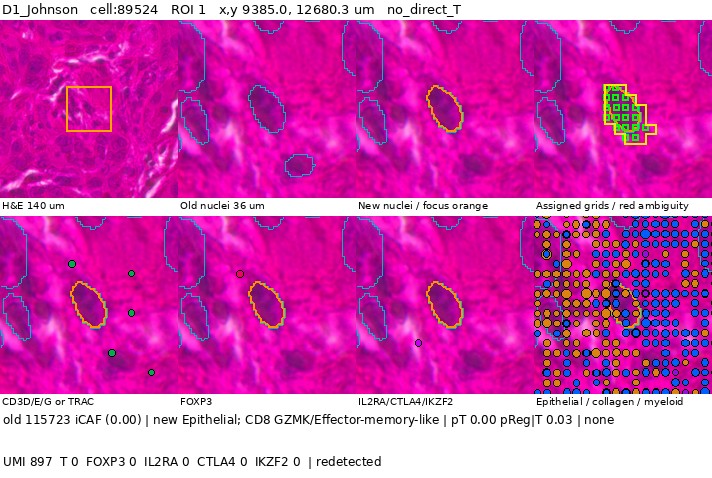 D1_Johnson cell:89524 ROI 1 x,y 9385.0, 12680.3 um no_direct_T
H&E 140 um
Old nuclei 36 um
New nuclei / focus orange
Assigned grids / red ambiguity
CD3D/E/G or TRAC
FOXP3
IL2RA/CTLA4/IKZF2
Epithelial / collagen / myeloid
old 115723 iCAF (0.00) | new Epithelial; CD8 GZMK/Effector-memory-like | pT 0.00 pReg|T 0.03 | none
UMI 897 T 0 FOXP3 0 IL2RA 0 CTLA4 0 IKZF2 0 | redetected